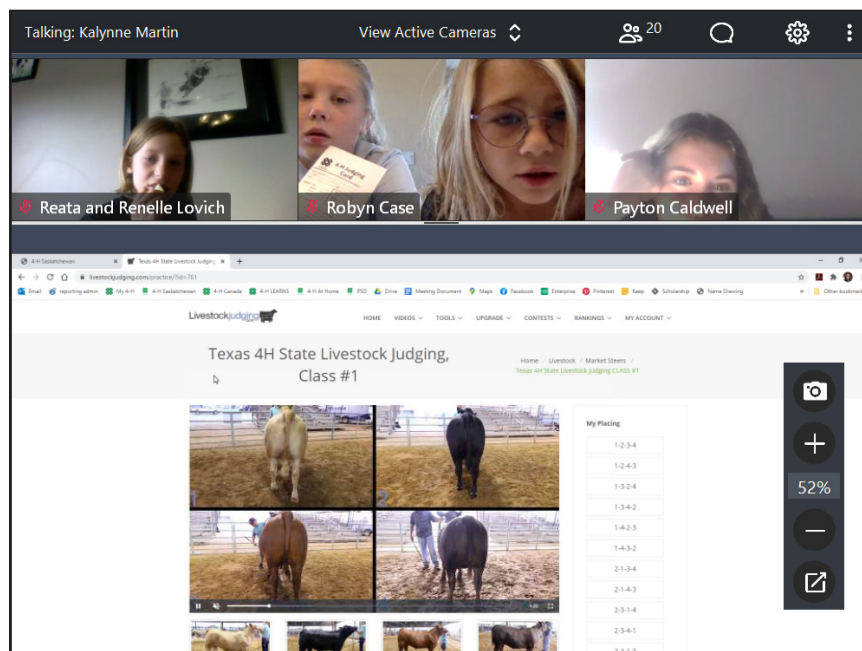 Talking: Kalynne Martin
View Active Cameras
20
4-H Judging
Card
Reata and Renelle Lovich
Robyn Case
Payton Caldwell
4-H Saskatchewan
Texas 4H State Livestock Judging
livestockjudging.com/practice/?id=761
Email
reporting admin
My 4-H
4-H Saskatchewan
4-H Canada
4-H LEARNS
4-H At Home
PSG
Drive
Meeting Document
Maps
Facebook
Enterprise
Pinterest
Keep
Scholarship
Name Drawing
Other bookmark
Livestockjudging
HOME
VIDEOS
TOOLS
UPGRADE
CONTESTS
RANKINGS
MY ACCOUNT
Texas 4H State Livestock Judging,
Class #1
Home / Livestock / Market Steers /
Texas 4H State Livestock Judging CLASS #1
1
2
My Placing
1-2-3-4
1-2-4-3
1-3-2-4
1-3-4-2
1-4-2-3
1-4-3-2
2-1-3-4
2-1-4-3
2-3-1-4
2-3-4-1
52%